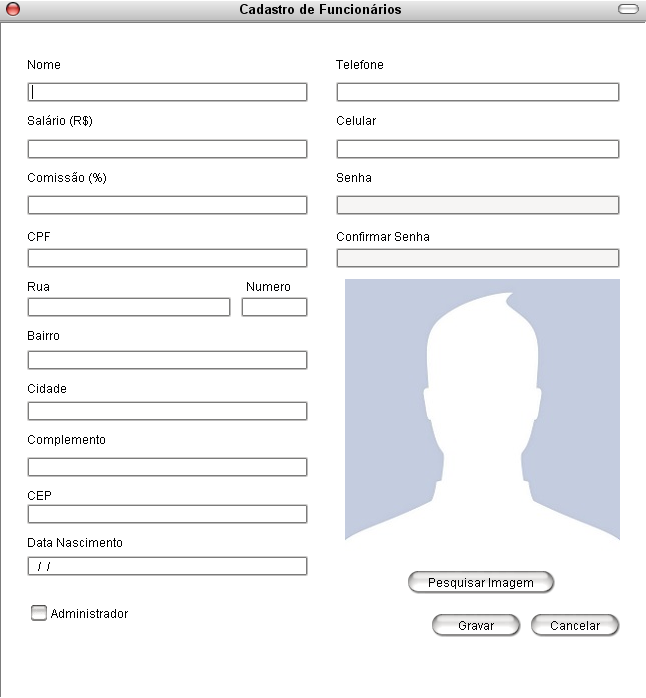 Cadastro de Funcionários
Nome
Telefone
Salário (R$)
Celular
Comissão (%)
Senha
CPF
Confirmar Senha
Rua
Numero
Bairro
Cidade
Complemento
CEP
Data Nascimento
/ /
Administrador
Pesquisar Imagem
Gravar
Cancelar